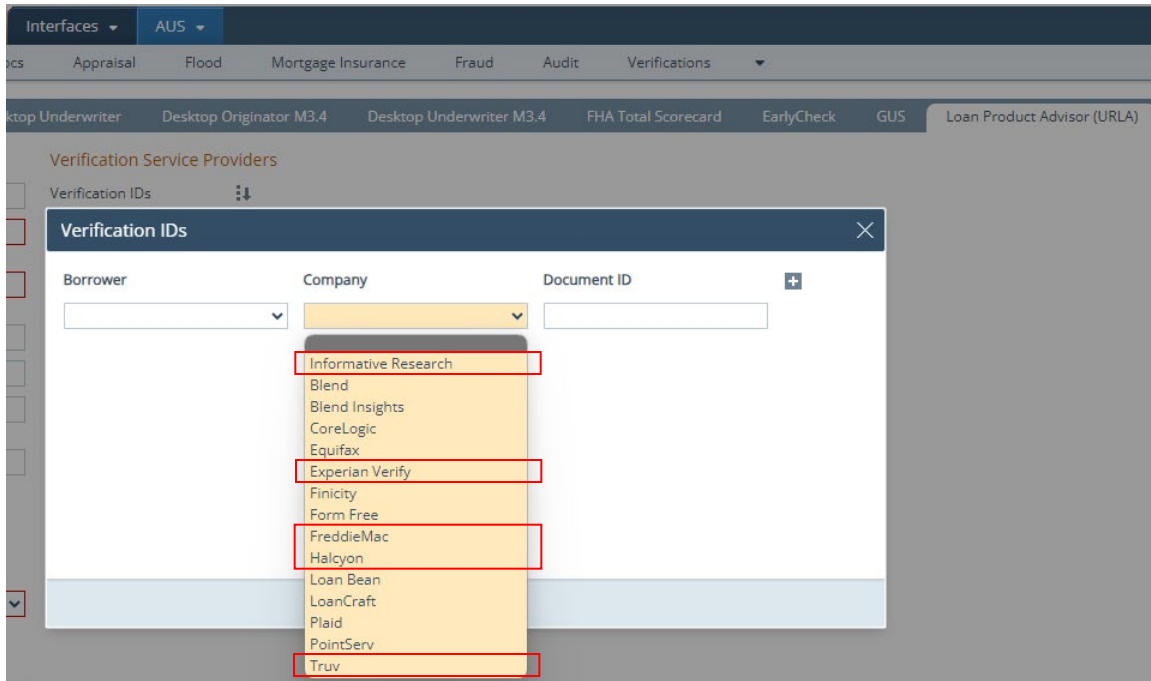 Interfaces AUS
Appraisal Flood Mortgage Insurance Fraud Audit Verifications
Underwriter Desktop Originator M3.4 Desktop Underwriter M3.4 FHA Total Scorecard EarlyCheck GUS Loan Product Advisor (URLA)
Verification Service Providers
Verification IDs
Verification IDs
Borrower Company Document ID
Informative Research
Blend
Blend Insights
CoreLogic
Equifax
Experian Verify
Finicity
Form Free
FreddieMac
Halcyon
Loan Bean
LoanCraft
Plaid
PointServ
Truv